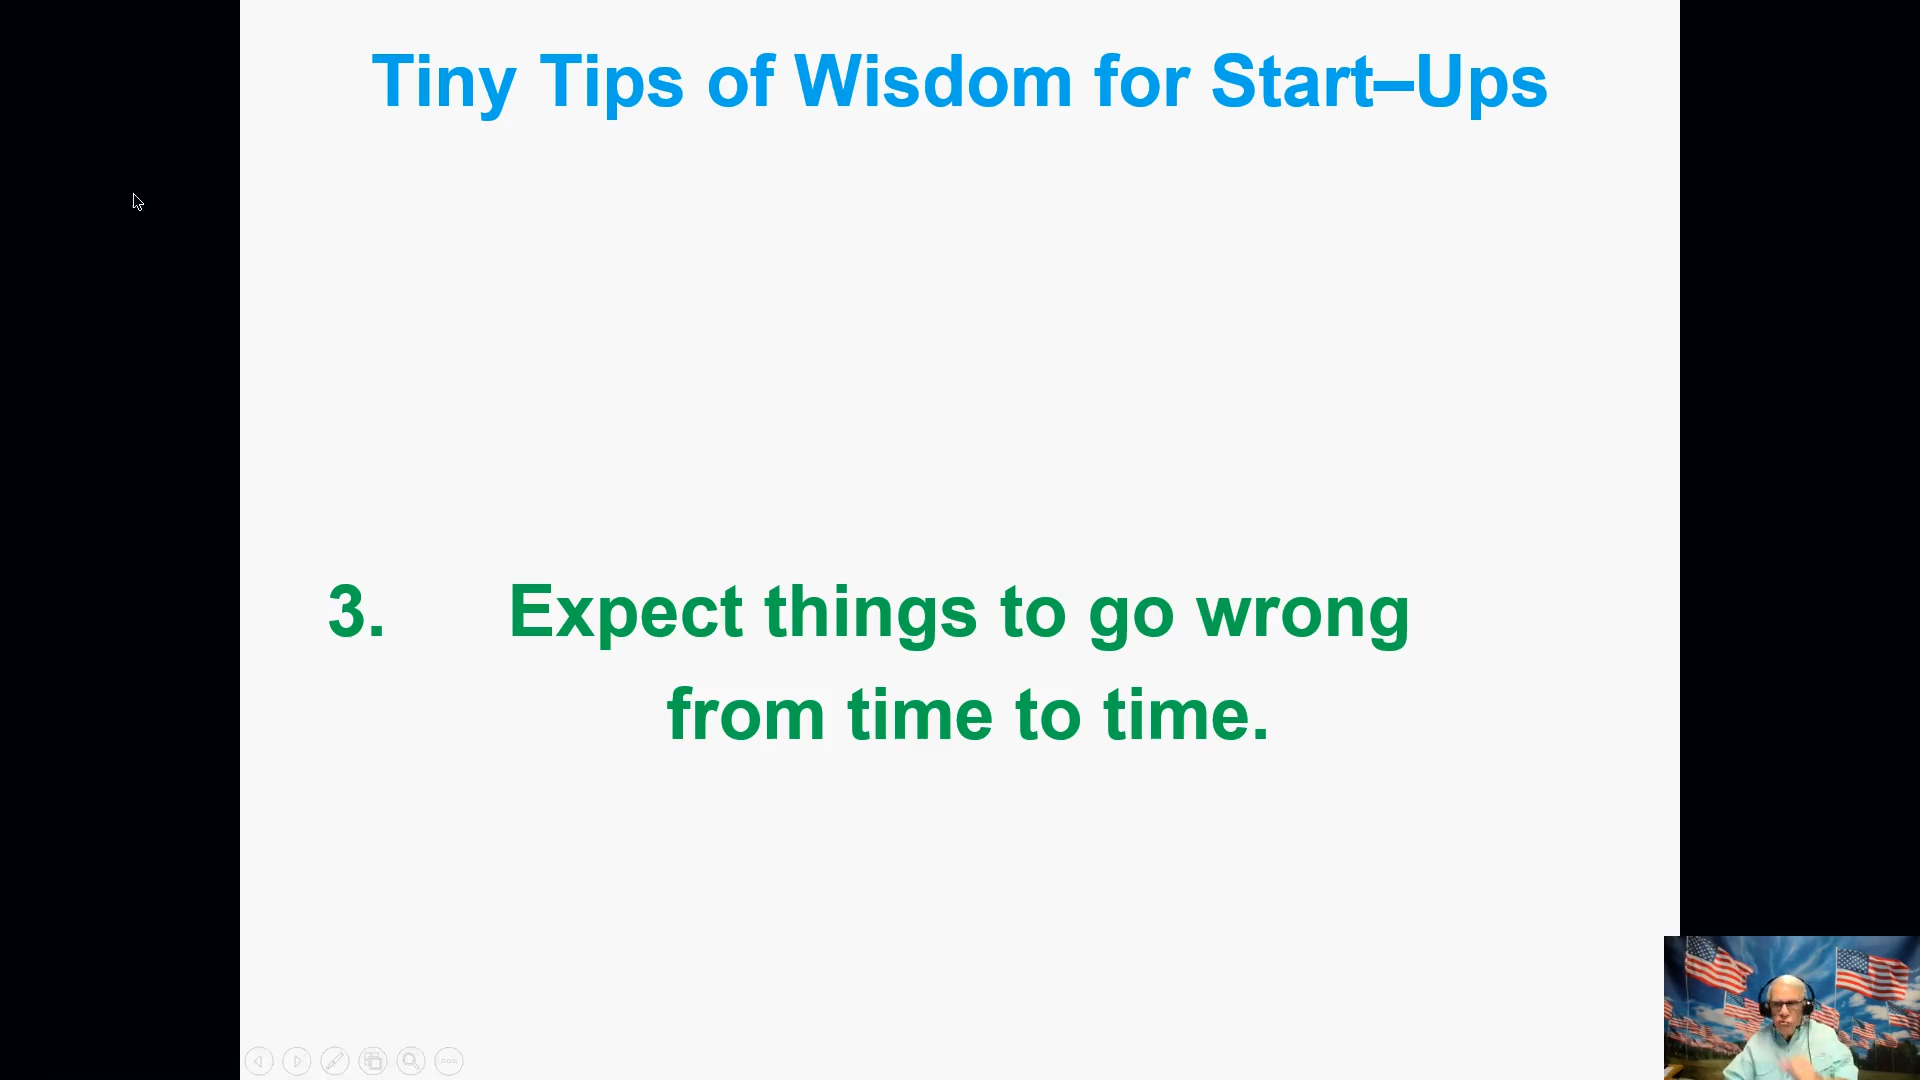 Tiny Tips of Wisdom for Start–Ups
3. Expect things to go wrong
from time to time.